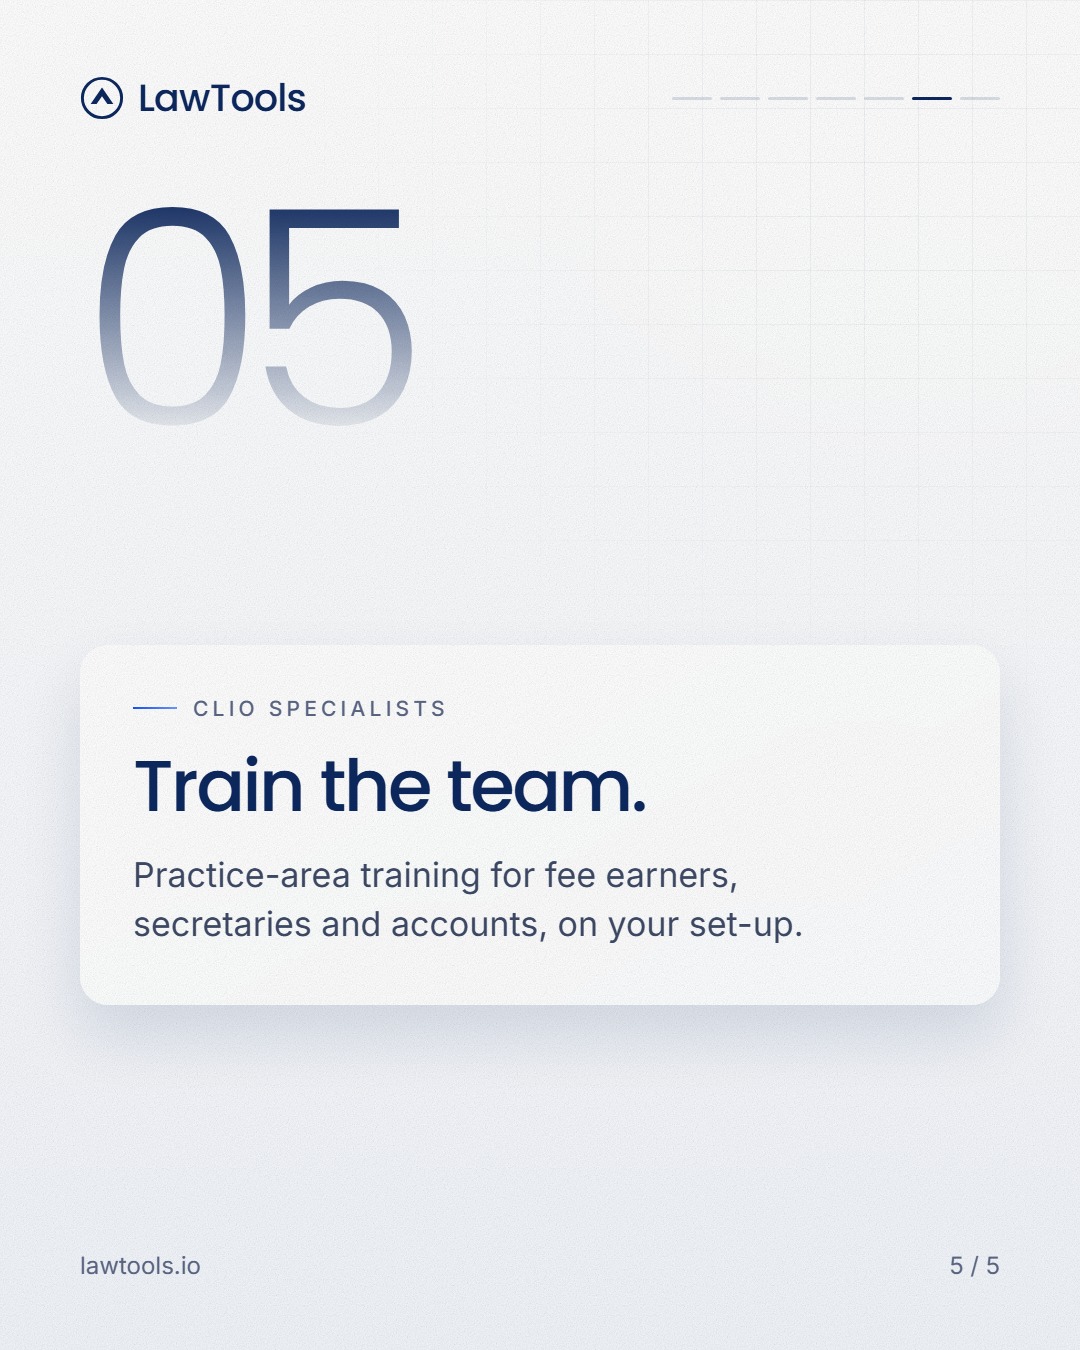 LawTools
05
CLIO SPECIALISTS
Train the team.
Practice-area training for fee earners,
secretaries and accounts, on your set-up.
lawtools.io
5 / 5